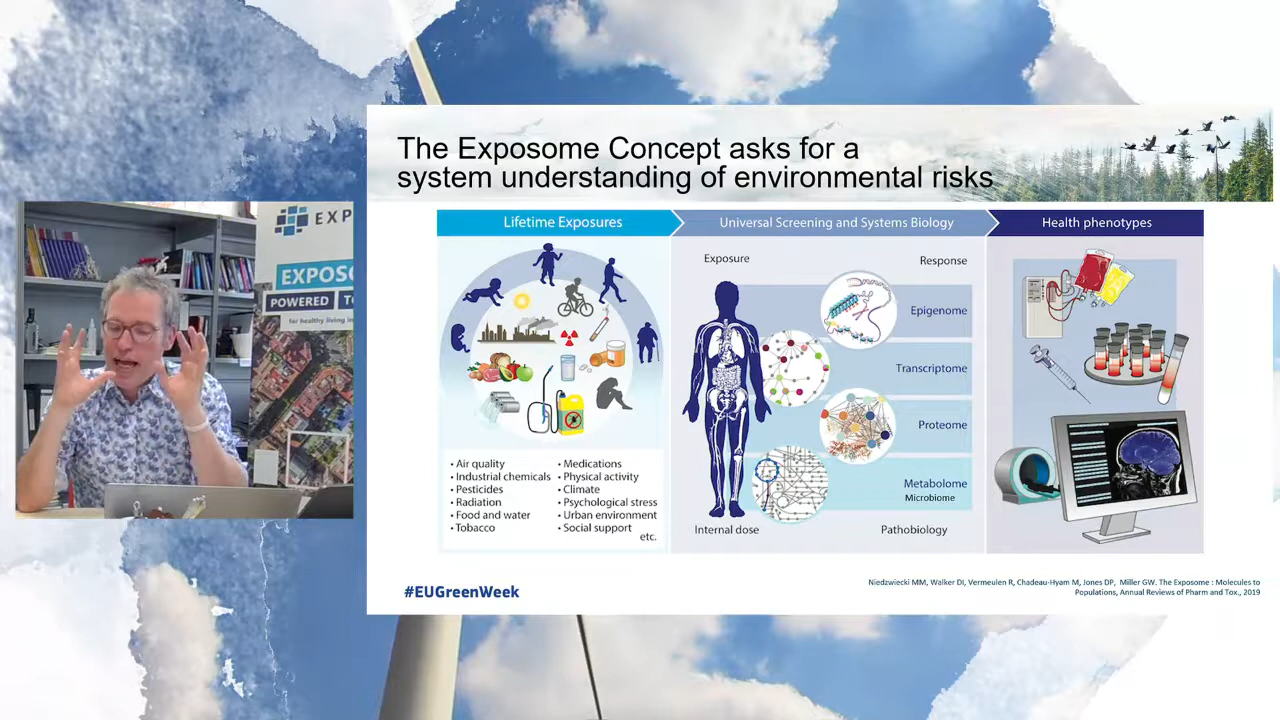 The Exposome Concept asks for a
system understanding of environmental risks
EXP
EXPOSO
POWERED
for healthy living in
Lifetime Exposures
Universal Screening and Systems Biology
Health phenotypes
Exposure
Response
Epigenome
Transcriptome
Proteome
Metabolome
Microbiome
Internal dose
Pathobiology
• Air quality
• Industrial chemicals
• Pesticides
• Radiation
• Food and water
• Tobacco
• Medications
• Physical activity
• Climate
• Psychological stress
• Urban environment
• Social support
etc.
#EUGreenWeek
Niedzwiecki MM, Walker DI, Vermeulen R, Chadeau-Hyam M, Jones DP, Miller GW. The Exposome : Molecules to
Populations, Annual Reviews of Pharm and Tox., 2019